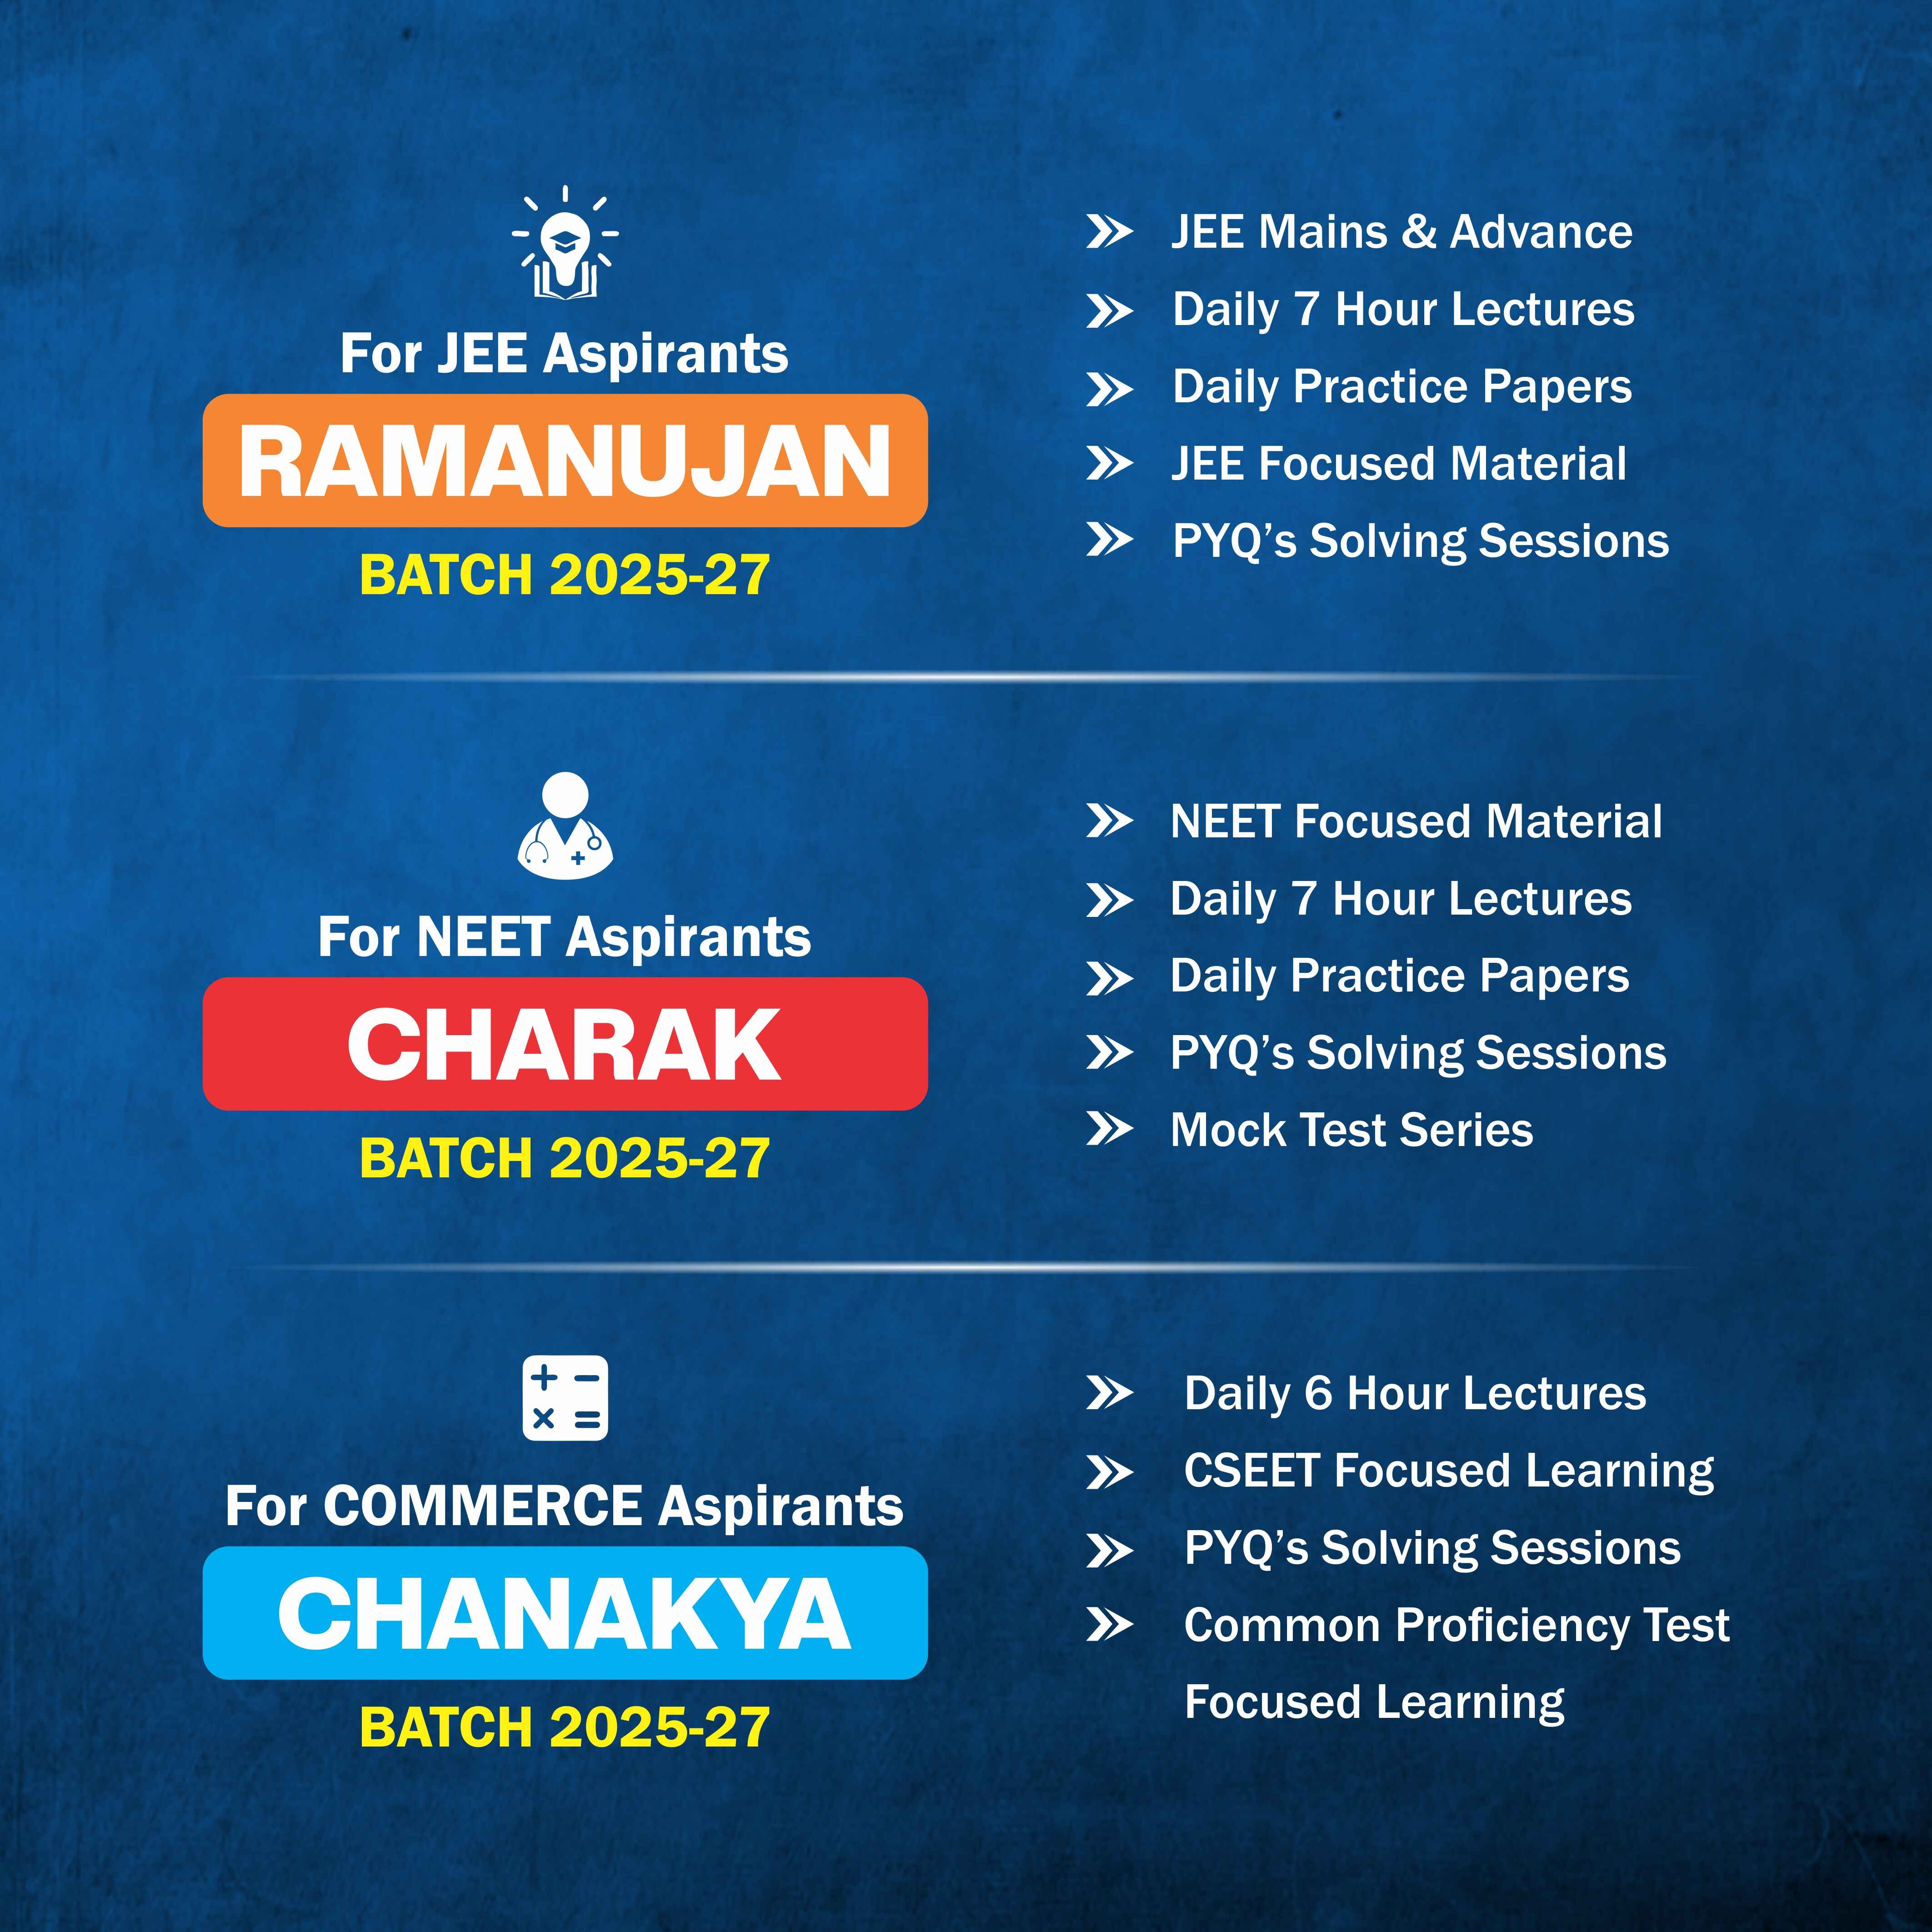 For JEE Aspirants
RAMANUJAN
BATCH 2025-27
JEE Mains & Advance
Daily 7 Hour Lectures
Daily Practice Papers
JEE Focused Material
PYQ’s Solving Sessions
For NEET Aspirants
CHARAK
BATCH 2025-27
NEET Focused Material
Daily 7 Hour Lectures
Daily Practice Papers
PYQ’s Solving Sessions
Mock Test Series
For COMMERCE Aspirants
CHANAKYA
BATCH 2025-27
Daily 6 Hour Lectures
CSEET Focused Learning
PYQ’s Solving Sessions
Common Proficiency Test
Focused Learning